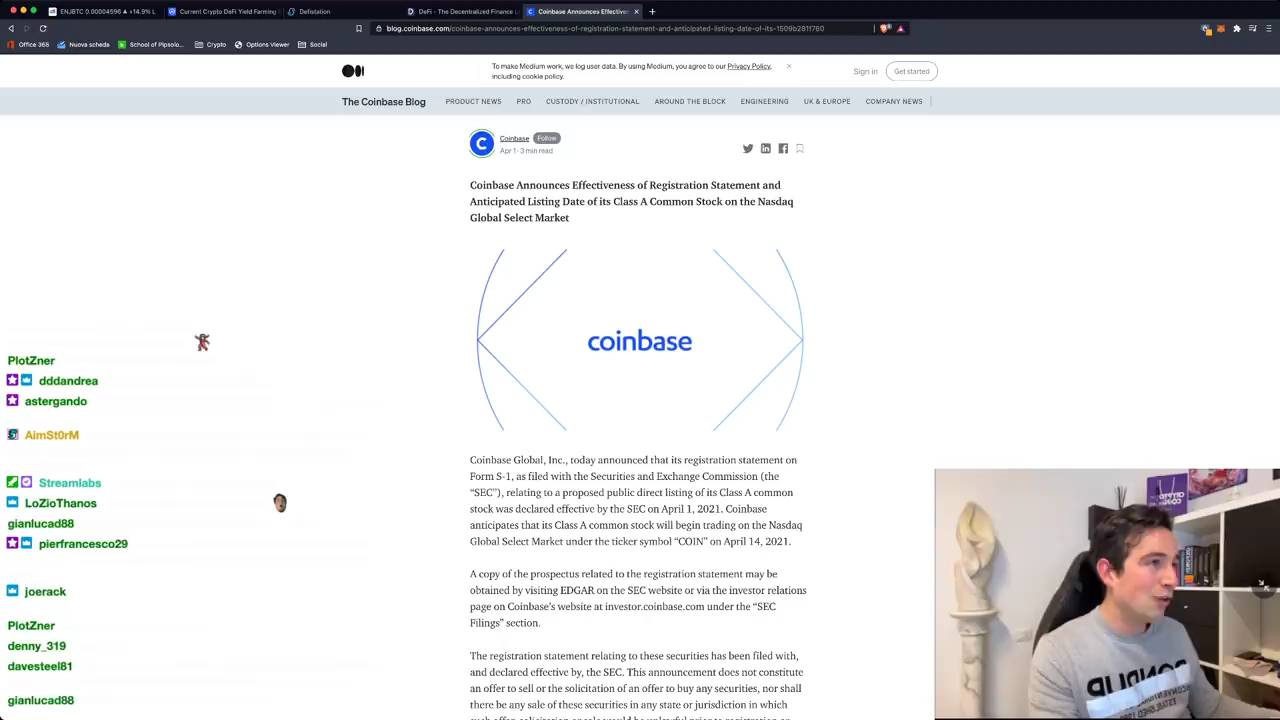 ENJBTC 0.00004596 ▲ +14.9% L
Current Crypto DeFi Yield Farming
Defistation
DeFi - The Decentralized Finance L
Coinbase Announces Effective
blog.coinbase.com/coinbase-announces-effectiveness-of-registration-statement-and-anticipated-listing-date-of-its-1509b281f760
Office 365
Nuova scheda
School of Pipsolo...
Crypto
Options Viewer
Social
To make Medium work, we log user data. By using Medium, you agree to our Privacy Policy,
including cookie policy.
Sign in
Get started
The Coinbase Blog
PRODUCT NEWS
PRO
CUSTODY / INSTITUTIONAL
AROUND THE BLOCK
ENGINEERING
UK & EUROPE
COMPANY NEWS
Coinbase
Follow
Apr 1 · 3 min read
Coinbase Announces Effectiveness of Registration Statement and
Anticipated Listing Date of its Class A Common Stock on the Nasdaq
Global Select Market
coinbase
Coinbase Global, Inc., today announced that its registration statement on
Form S-1, as filed with the Securities and Exchange Commission (the
“SEC”), relating to a proposed public direct listing of its Class A common
stock was declared effective by the SEC on April 1, 2021. Coinbase
anticipates that its Class A common stock will begin trading on the Nasdaq
Global Select Market under the ticker symbol “COIN” on April 14, 2021.
A copy of the prospectus related to the registration statement may be
obtained by visiting EDGAR on the SEC website or via the investor relations
page on Coinbase’s website at investor.coinbase.com under the “SEC
Filings” section.
The registration statement relating to these securities has been filed with,
and declared effective by, the SEC. This announcement does not constitute
an offer to sell or the solicitation of an offer to buy any securities, nor shall
there be any sale of these securities in any state or jurisdiction in which
PlotZner
dddandrea
astergando
AimSt0rM
Streamlabs
LoZioThanos
gianlucad88
pierfrancesco29
joerack
PlotZner
denny_319
davesteel81
gianlucad88